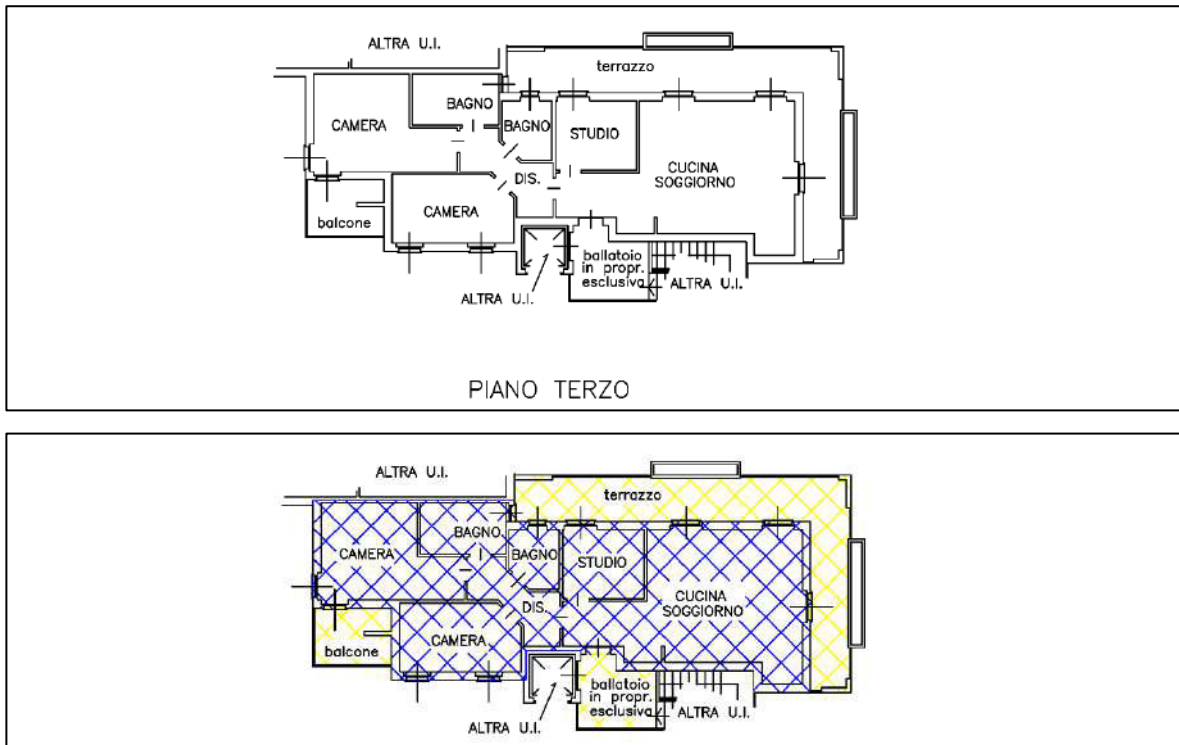 ALTRA U.I.
terrazzo
BAGNO
CAMERA
BAGNO
STUDIO
CUCINA
SOGGIORNO
DIS.
CAMERA
balcone
ballatoio
in propr.
esclusiva
ALTRA U.I.
ALTRA U.I.
PIANO TERZO
ALTRA U.I.
terrazzo
BAGNO
CAMERA
BAGNO
STUDIO
CUCINA
SOGGIORNO
DIS.
CAMERA
balcone
ballatoio
in propr.
esclusiva
ALTRA U.I.
ALTRA U.I.